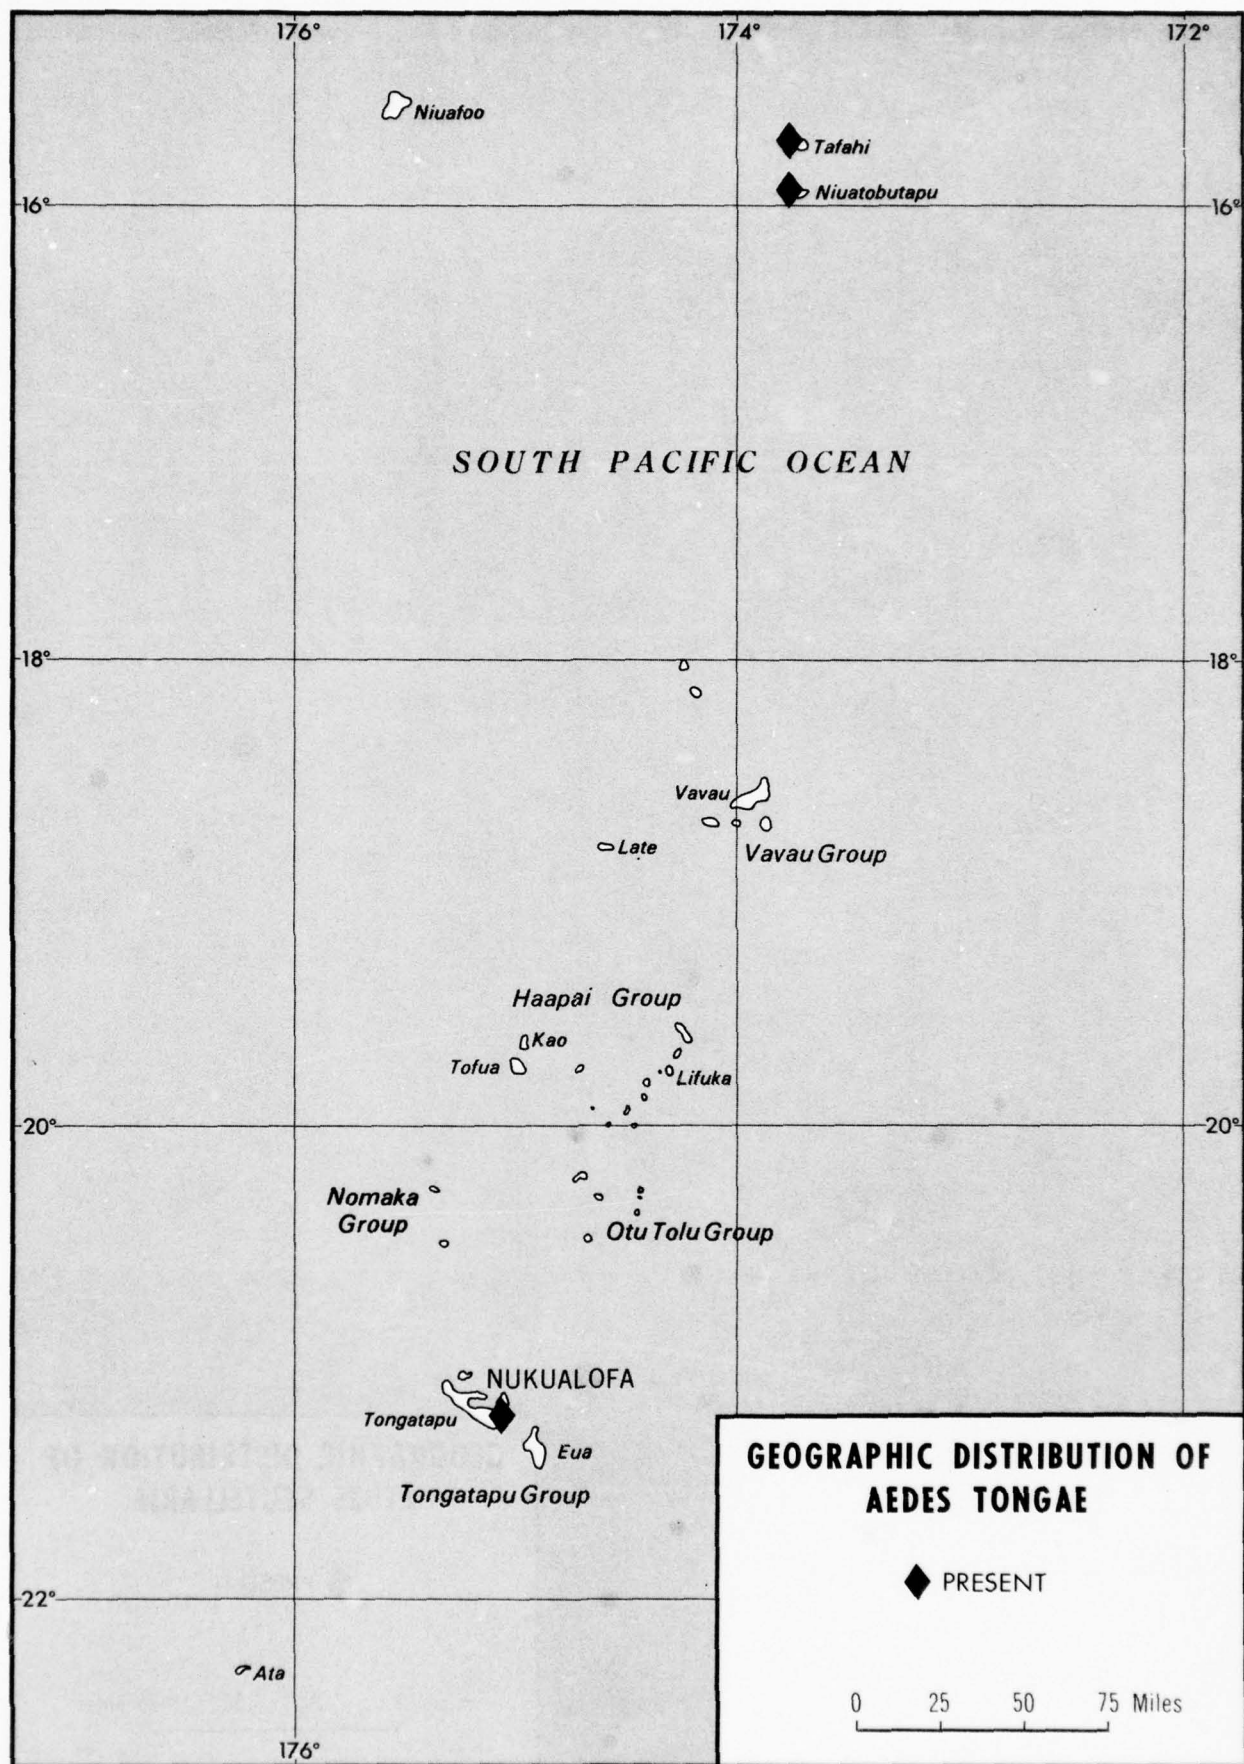 176° 174° 172°
Niuafoo
Tafahi
Niuatobutapu
16° 16°
SOUTH PACIFIC OCEAN
18° 18°
Vavau
Late
Vavau Group
Haapai Group
Kao
Tofua
Lifuka
20° 20°
Nomaka
Group
Otu Tolu Group
NUKUALOFA
Tongatapu
Eua
Tongatapu Group
GEOGRAPHIC DISTRIBUTION OF
AEDES TONGAE
PRESENT
22°
Ata
0 25 50 75 Miles
176°